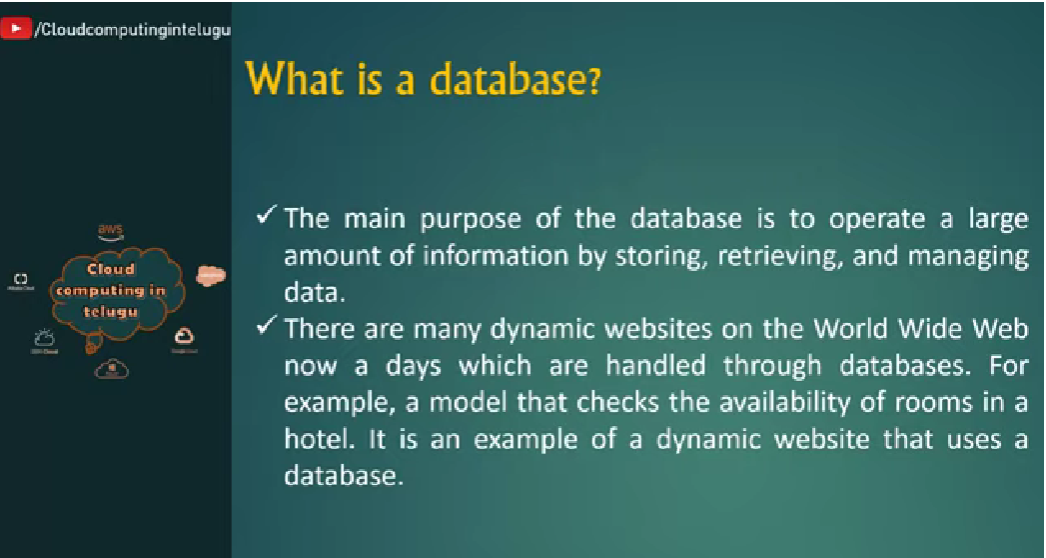 /Cloudcomputingintelugu
What is a database?
✓ The main purpose of the database is to operate a large
amount of information by storing, retrieving, and managing
data.
✓ There are many dynamic websites on the World Wide Web
now a days which are handled through databases. For
example, a model that checks the availability of rooms in a
hotel. It is an example of a dynamic website that uses a
database.
aws
Cloud
computing in
telugu